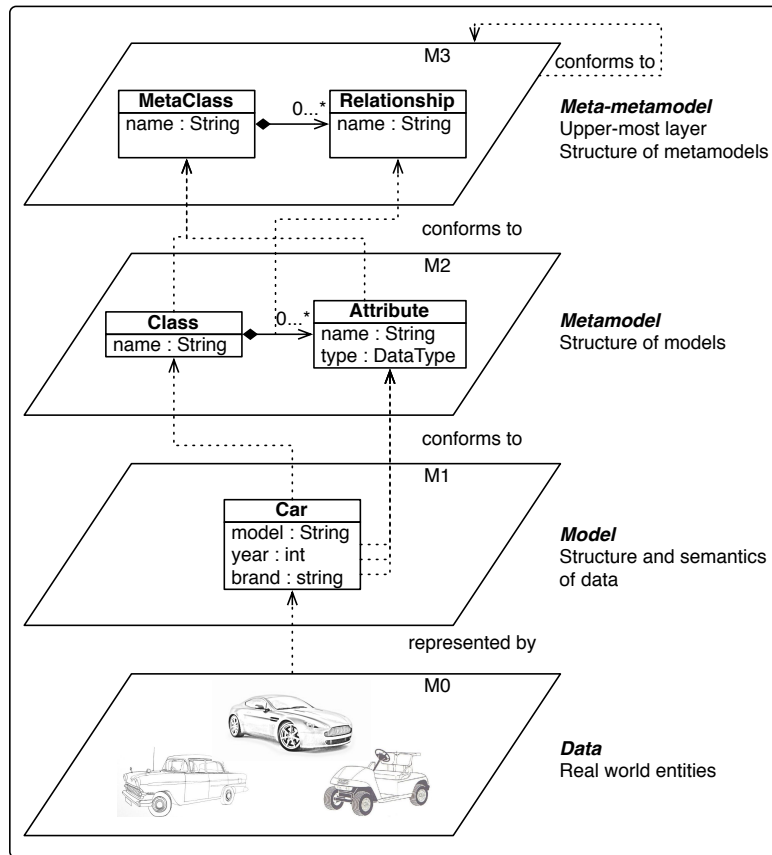 M3
conforms to
MetaClass
name : String
0...*
Relationship
name : String
Meta-metamodel
Upper-most layer
Structure of metamodels
conforms to
M2
Class
name : String
0...*
Attribute
name : String
type : DataType
Metamodel
Structure of models
conforms to
M1
Car
model : String
year : int
brand : string
Model
Structure and semantics
of data
represented by
M0
Data
Real world entities